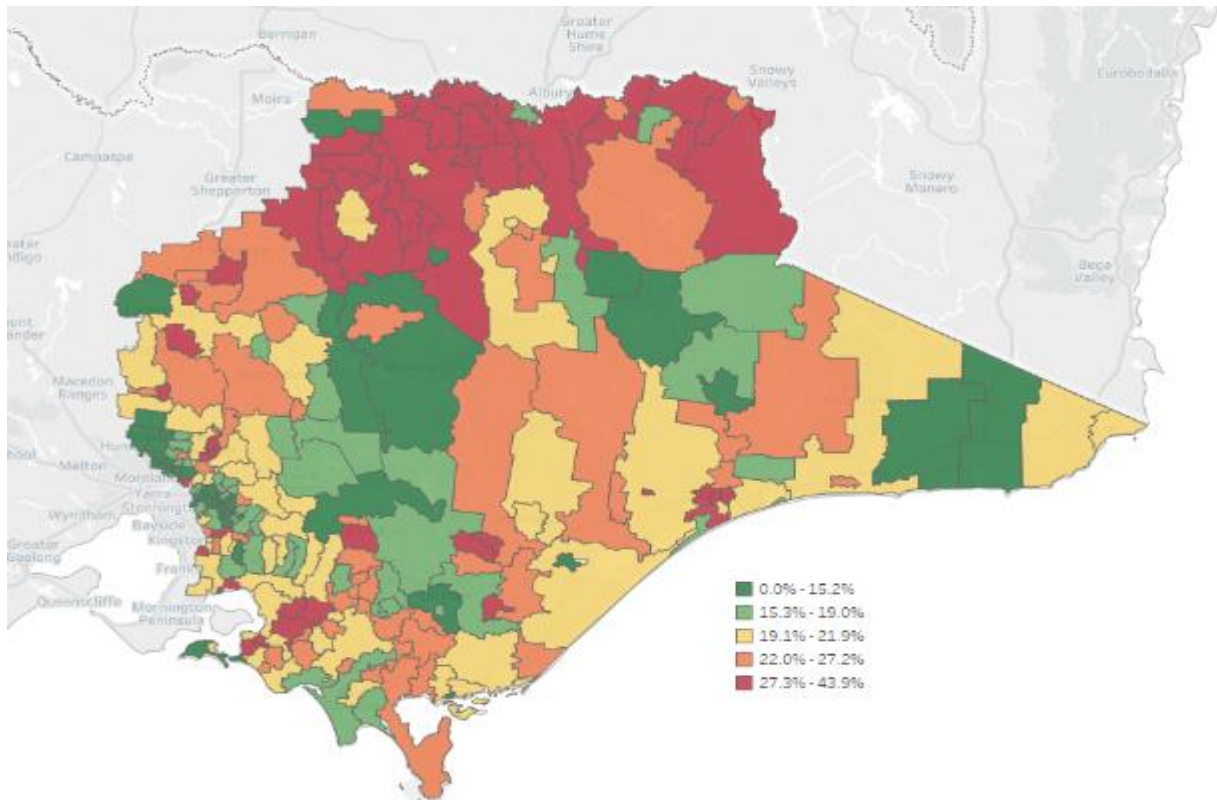 Greater
Hume
Shire
Berrigan
Snowy
Valleys
Eurobodalla
Moira
Albury
Campaspe
Greater
Shepparton
Snowy
Monaro
Bega
Valley
Macedon
Ranges
Melton
Moreland
Yarra
Stonnington
Wyndham
Bayside
Kingston
Greater
Geelong
Queenscliffe
Mornington
Peninsula
0.0% - 15.2%
15.3% - 19.0%
19.1% - 21.9%
22.0% - 27.2%
27.3% - 43.9%